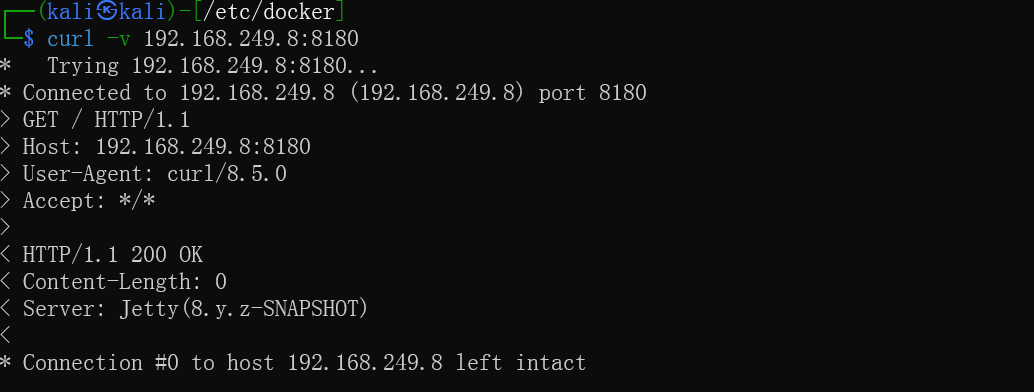 ┌──(kali㉿kali)-[/etc/docker]
└─$ curl -v 192.168.249.8:8180
*   Trying 192.168.249.8:8180...
* Connected to 192.168.249.8 (192.168.249.8) port 8180
> GET / HTTP/1.1
> Host: 192.168.249.8:8180
> User-Agent: curl/8.5.0
> Accept: */*
>
< HTTP/1.1 200 OK
< Content-Length: 0
< Server: Jetty(8.y.z-SNAPSHOT)
<
* Connection #0 to host 192.168.249.8 left intact